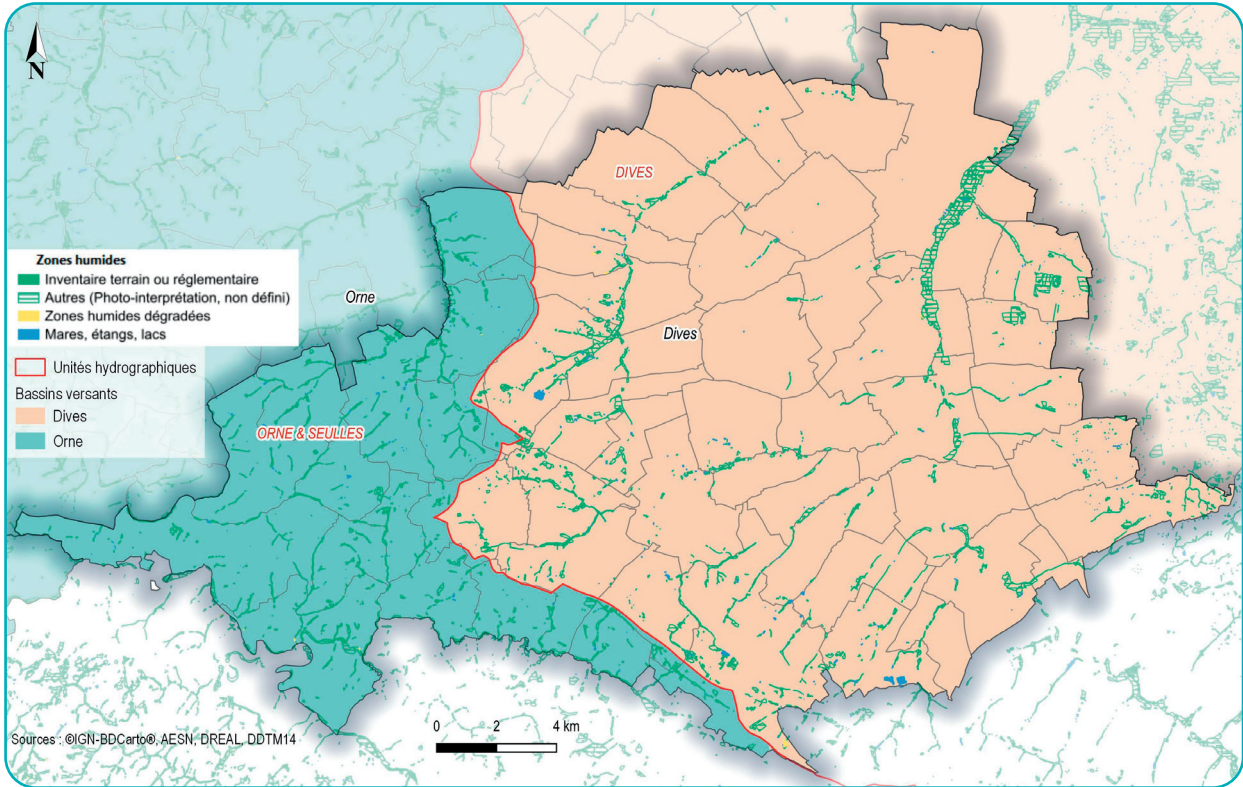 N
DIVES
Zones humides
Inventaire terrain ou réglementaire
Autres (Photo-interprétation, non défini)
Zones humides dégradées
Mares, étangs, lacs
Orne
Dives
Unités hydrographiques
Bassins versants
Dives
Orne
ORNE & SEULLES
0 2 4 km
Sources : ©IGN-BDCarto®, AESN, DREAL, DDTM14